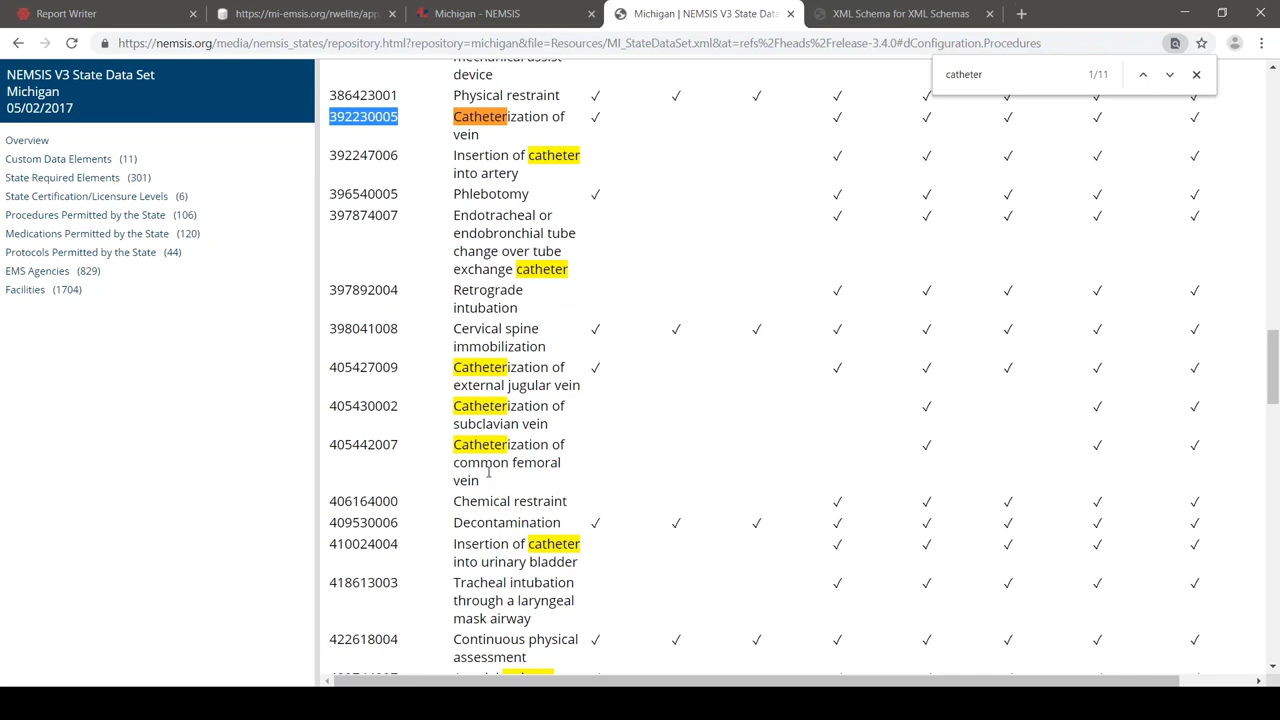 Report Writer
https://mi-emsis.org/rwelite/app
Michigan - NEMSIS
Michigan | NEMSIS V3 State Data
XML Schema for XML Schemas
https://nemsis.org/media/nemsis_states/repository.html?repository=michigan&file=Resources/MI_StateDataSet.xml&at=refs%2Fheads%2Frelease-3.4.0#dConfiguration.Procedures
catheter 1/11
NEMSIS V3 State Data Set
Michigan
05/02/2017
Overview
Custom Data Elements (11)
State Required Elements (301)
State Certification/Licensure Levels (6)
Procedures Permitted by the State (106)
Medications Permitted by the State (120)
Protocols Permitted by the State (44)
EMS Agencies (829)
Facilities (1704)
mechanical assist
device
386423001 Physical restraint ✓ ✓ ✓ ✓ ✓ ✓ ✓ ✓
392230005 Catheterization of ✓ ✓ ✓ ✓ ✓ ✓
vein
392247006 Insertion of catheter ✓ ✓ ✓ ✓ ✓
into artery
396540005 Phlebotomy ✓ ✓ ✓ ✓ ✓ ✓
397874007 Endotracheal or ✓ ✓ ✓ ✓ ✓
endobronchial tube
change over tube
exchange catheter
397892004 Retrograde ✓ ✓ ✓ ✓ ✓
intubation
398041008 Cervical spine ✓ ✓ ✓ ✓ ✓ ✓ ✓ ✓
immobilization
405427009 Catheterization of ✓ ✓ ✓ ✓ ✓ ✓
external jugular vein
405430002 Catheterization of ✓ ✓ ✓
subclavian vein
405442007 Catheterization of ✓ ✓ ✓
common femoral
vein
406164000 Chemical restraint ✓ ✓ ✓ ✓ ✓
409530006 Decontamination ✓ ✓ ✓ ✓ ✓ ✓ ✓ ✓
410024004 Insertion of catheter ✓ ✓ ✓ ✓ ✓
into urinary bladder
418613003 Tracheal intubation ✓ ✓ ✓ ✓ ✓
through a laryngeal
mask airway
422618004 Continuous physical ✓ ✓ ✓ ✓ ✓ ✓ ✓ ✓
assessment